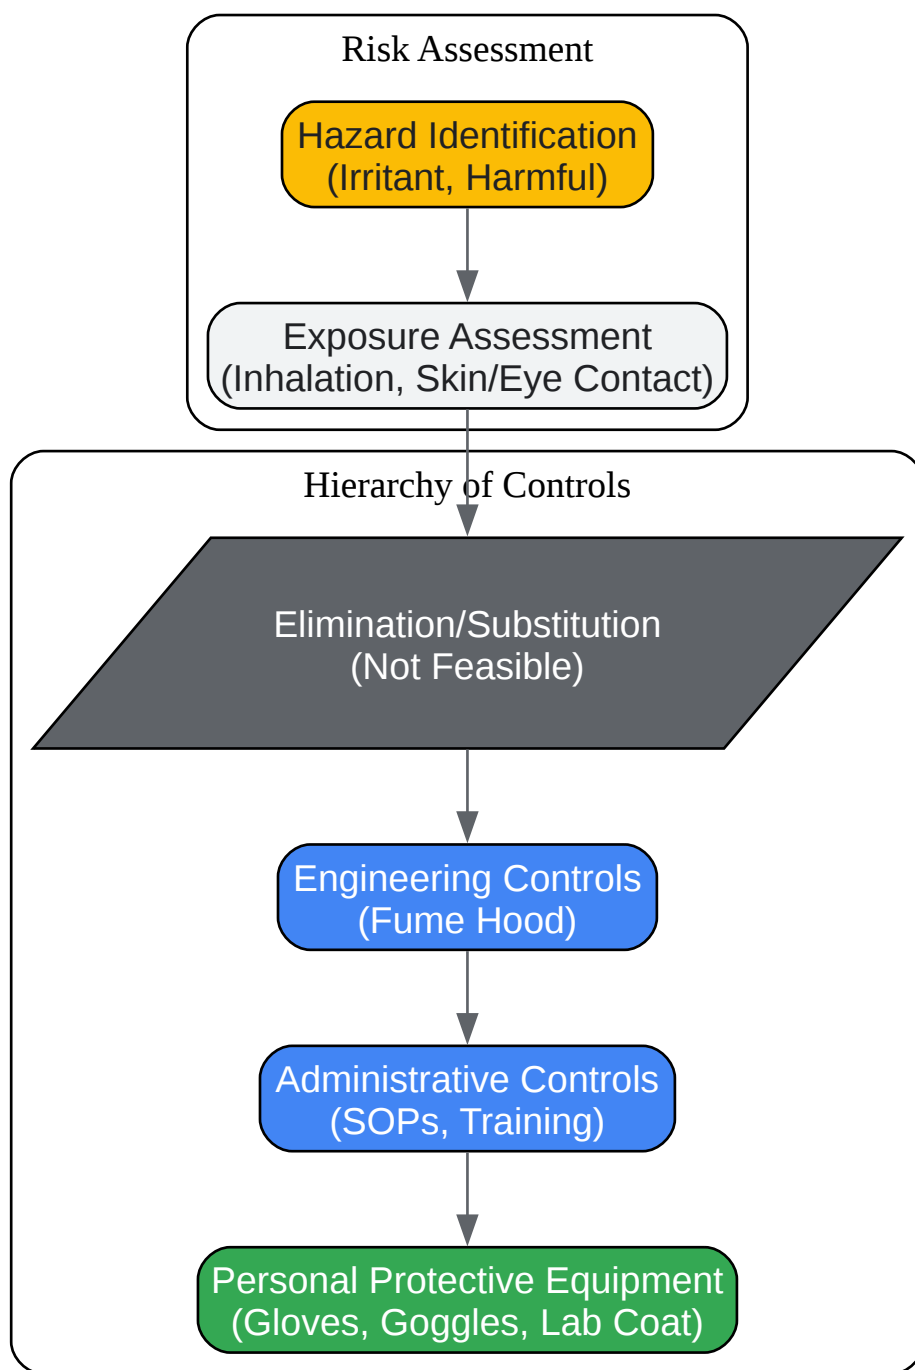 Risk Assessment
Hazard Identification
(Irritant, Harmful)
Exposure Assessment
(Inhalation, Skin/Eye Contact)
Hierarchy of Controls
Elimination/Substitution
(Not Feasible)
Engineering Controls
(Fume Hood)
Administrative Controls
(SOPs, Training)
Personal Protective Equipment
(Gloves, Goggles, Lab Coat)